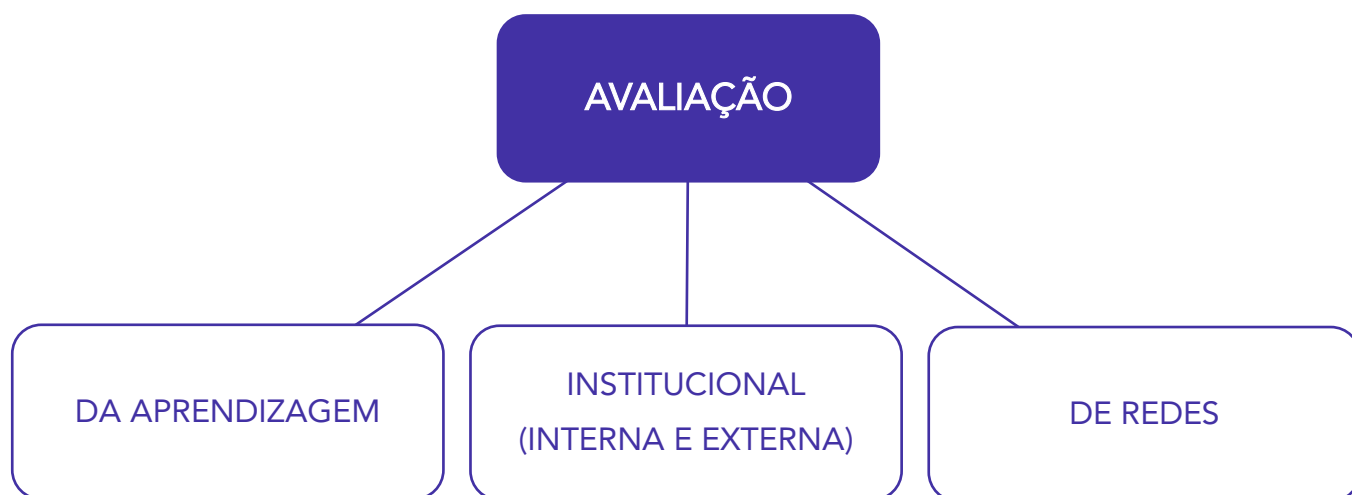 AVALIAÇÃO
DA APRENDIZAGEM
INSTITUCIONAL
(INTERNA E EXTERNA)
DE REDES